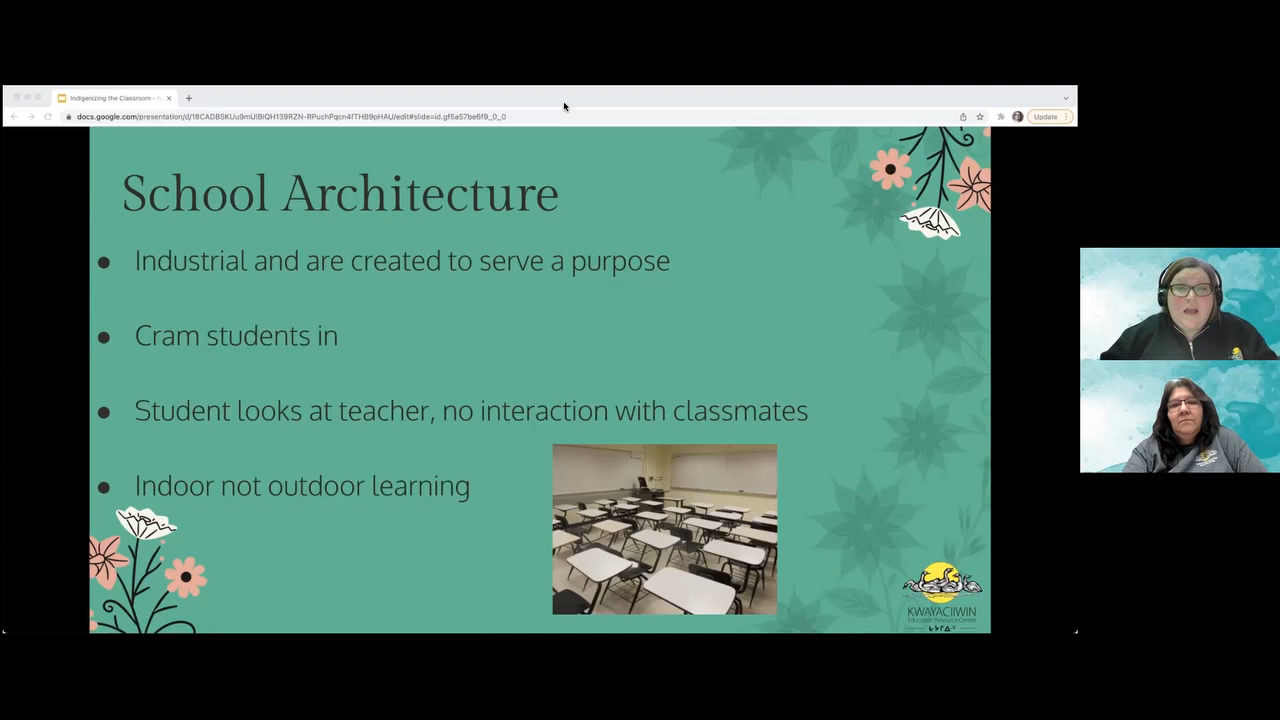 Indigenizing the Classroom -
docs.google.com/presentation/d/18CADBSKUu9mUlBIQH139RZN-RPuchPqcn4fTHB9pHAU/edit#slide=id.gf5a57be6f9_0_0
Update
School Architecture
● Industrial and are created to serve a purpose
● Cram students in
● Student looks at teacher, no interaction with classmates
● Indoor not outdoor learning
KWAYACIIWIN
Education Resource Centre